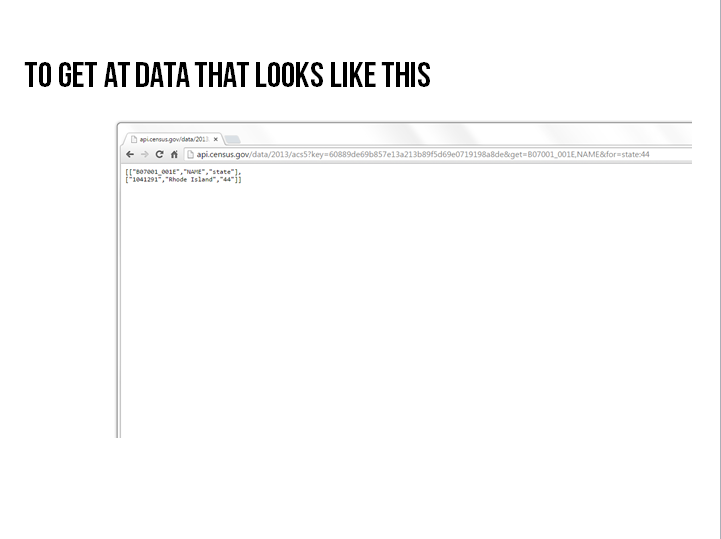 TO GET AT DATA THAT LOOKS LIKE THIS
api.census.gov/data/2013
api.census.gov/data/2013/acs5?key=60889de69b857e13a213b89f5d69e0719198a8de&get=B07001_001E,NAME&for=state:44
[["B07001_001E","NAME","state"],
["1041291","Rhode Island","44"]]